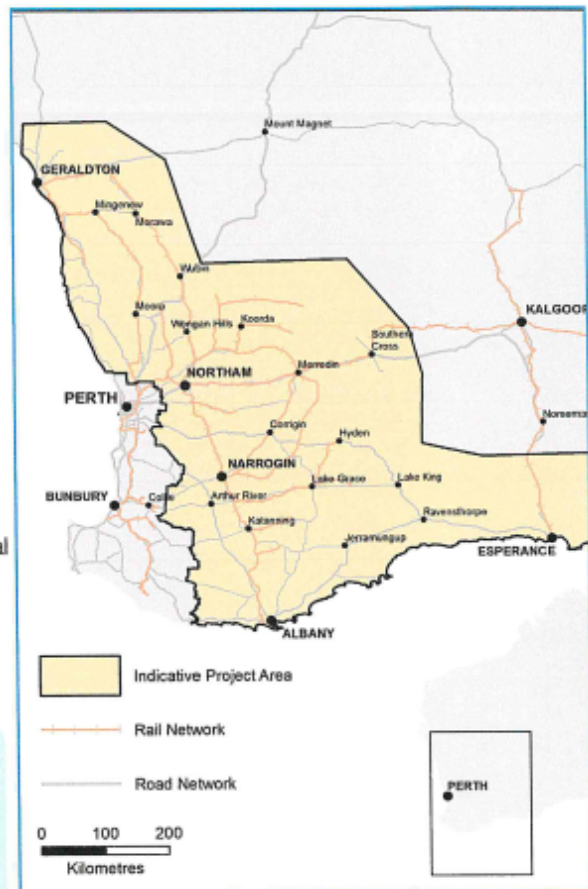 Mount Magnet
GERALDTON
Mingenew
Morawa
Wubin
Moora
Wongan Hills
Koorda
KALGOOR
Southern
Cross
Merredin
NORTHAM
PERTH
Norsema
Corrigin
Hyden
NARROGIN
Lake Grace
Lake King
BUNBURY
Collie
Arthur River
Katanning
Ravensthorpe
Jerramungup
ESPERANCE
al
ALBANY
Indicative Project Area
Rail Network
Road Network
PERTH
0 100 200
Kilometres